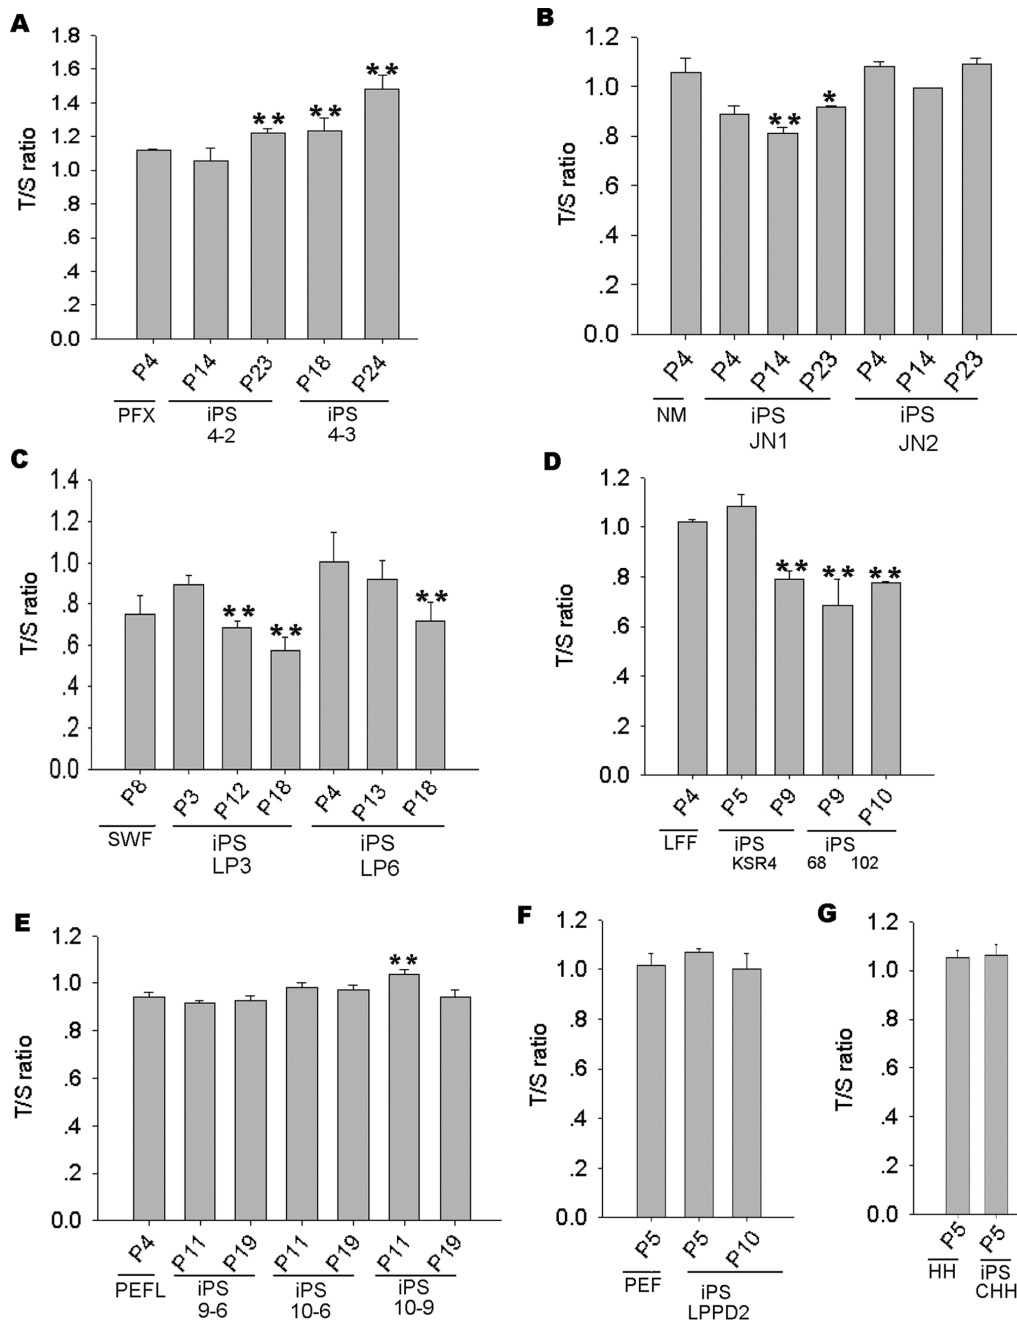 A
T/S ratio
1.8
1.6
1.4
1.2
1.0
.8
.6
.4
.2
0.0
** ** **
P4 P14 P23 P18 P24
PFX iPS iPS
4-2 4-3
B
T/S ratio
1.2
1.0
.8
.6
.4
.2
0.0
** *
P4 P4 P14 P23 P4 P14 P23
NM iPS iPS
JN1 JN2
C
T/S ratio
1.4
1.2
1.0
.8
.6
.4
.2
0.0
** ** **
P8 P3 P12 P18 P4 P13 P18
SWF iPS iPS
LP3 LP6
D
T/S ratio
1.2
1.0
.8
.6
.4
.2
0.0
** ** **
P4 P5 P9 P9 P10
LFF iPS iPS
KSR4 68 102
E
T/S ratio
1.2
1.0
.8
.6
.4
.2
0.0
**
P4 P11 P19 P11 P19 P11 P19
PEFL iPS iPS iPS
9-6 10-6 10-9
F
T/S ratio
1.2
1.0
.8
.6
.4
.2
0.0
P5 P5 P10
PEF iPS
LPPD2
G
T/S ratio
1.2
1.0
.8
.6
.4
.2
0.0
P5 P5
HH iPS
CHH